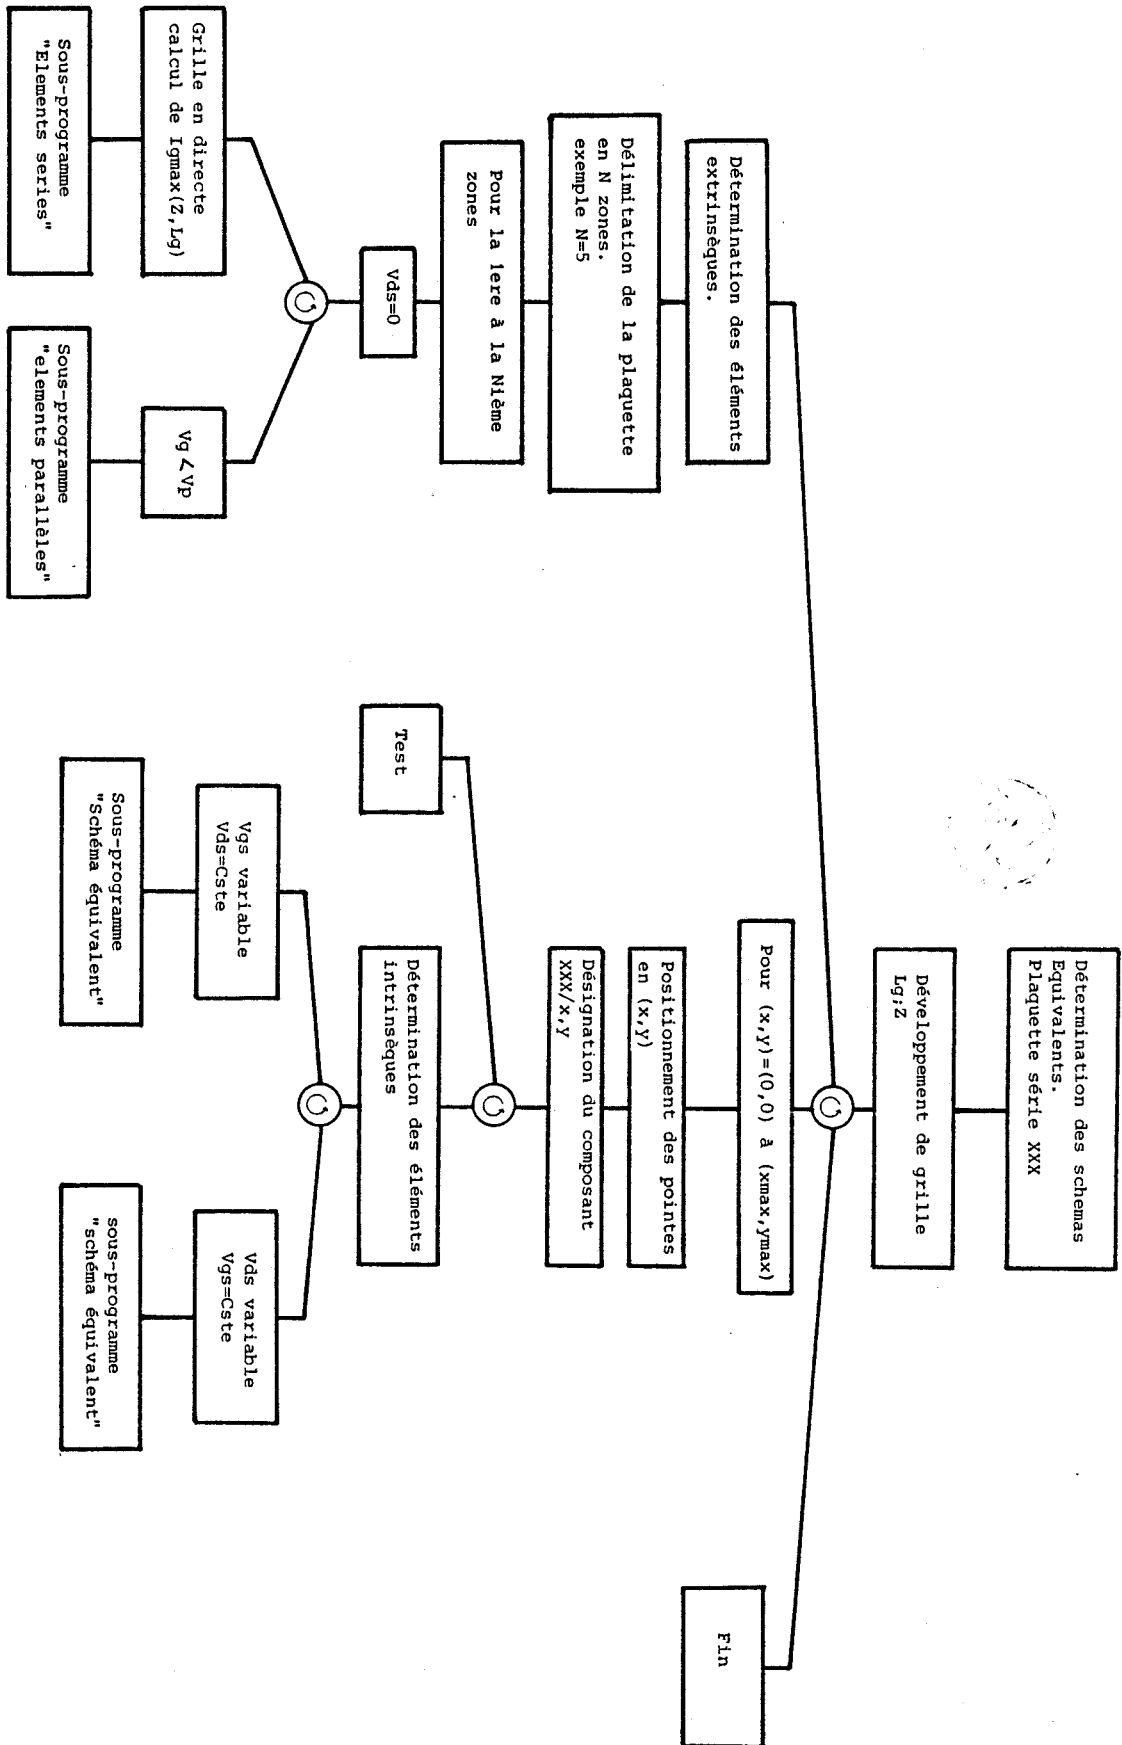 Détermination des schemas
Equivalents.
Plaquette série XXX
Développement de grille
Lg;Z
Détermination des éléments
extrinsèques.
Délimitation de la plaquette
en N zones.
exemple N=5
Pour la 1ere à la Nième
zones
Vds=0
Grille en directe
calcul de Igmax(Z,Lg)
Sous-programme
"Elements series"
Vg < Vp
Sous-programme
"elements parallèles"
Pour (x,y)=(0,0) à (xmax,ymax)
Positionnement des pointes
en (x,y)
Désignation du composant
XXX/x,y
Test
Détermination des éléments
intrinsèques
Vgs variable
Vds=Cste
Sous-programme
"Schéma équivalent"
Vds variable
Vgs=Cste
sous-programme
"schéma équivalent"
Fin